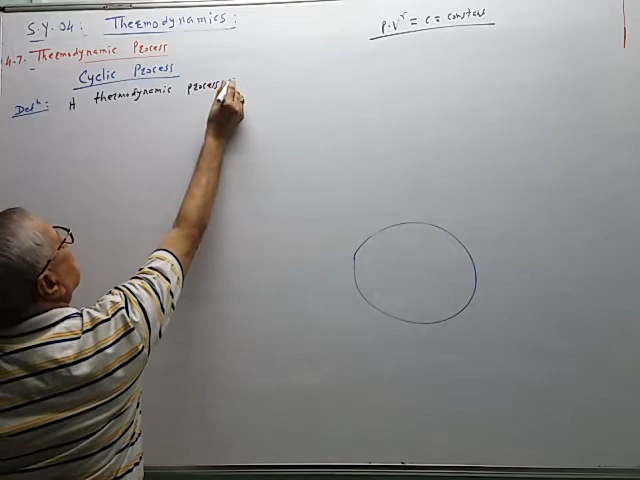 S.Y. 04: Thermodynamics:
P.V^γ = c = constant
4.7. Thermodynamic Process
Cyclic Process
Defⁿ: A thermodynamic process